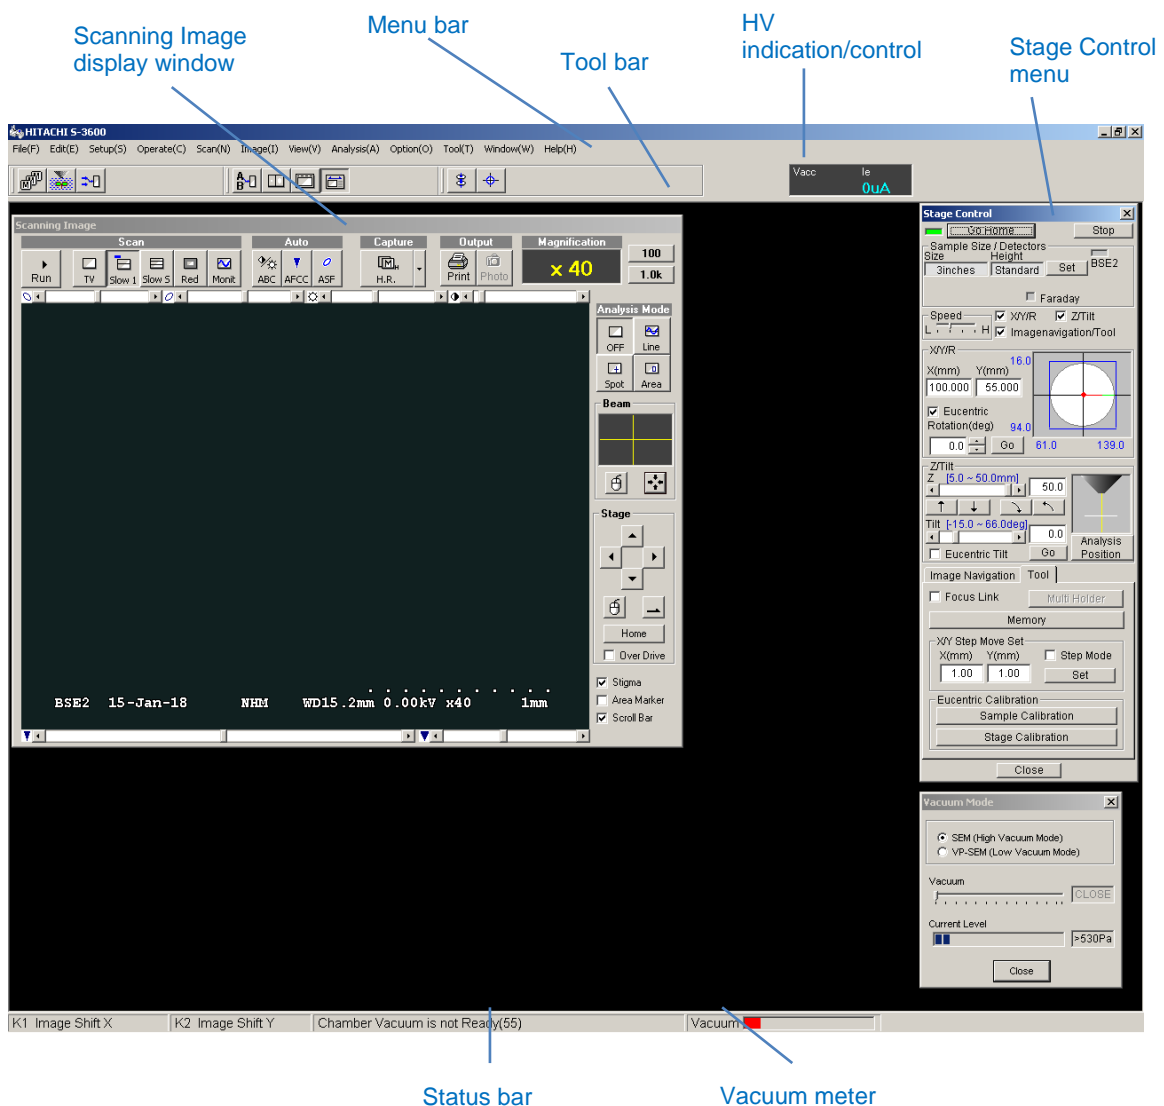 Scanning Image
display window
Menu bar
Tool bar
HV
indication/control
Stage Control
menu
HITACHI S-3600
File(F) Edit(E) Setup(S) Operate(C) Scan(N) Image(I) View(V) Analysis(A) Option(O) Tool(T) Window(W) Help(H)
Vacc Ie
0uA
Scanning Image
Scan Auto Capture Output Magnification
Run TV Slow 1 Slow 5 Red Monit ABC AFCC ASF H.R. Print Photo x 40 100
1.0k
Analysis Mode
OFF Line
Spot Area
Beam
Stage
Home
Over Drive
Stigma
Area Marker
Scroll Bar
BSE2 15-Jan-18 NHM WD15.2mm 0.00kV x40 1mm
Stage Control
Go Home Stop
Sample Size / Detectors
Size Height
3inches Standard Set BSE2
Faraday
Speed X/Y/R Z/Tilt
L H Imagenavigation/Tool
X/Y/R
16.0
X(mm) Y(mm)
100.000 55.000
Eucentric
Rotation(deg) 94.0
0.0 Go 61.0 139.0
Z/Tilt
Z [5.0 ~ 50.0mm]
50.0
Tilt [-15.0 ~ 66.0deg]
0.0
Eucentric Tilt Go
Analysis
Position
Image Navigation Tool
Focus Link Multi Holder
Memory
X/Y Step Move Set
X(mm) Y(mm) Step Mode
1.00 1.00 Set
Eucentric Calibration
Sample Calibration
Stage Calibration
Close
Vacuum Mode
SEM (High Vacuum Mode)
VP-SEM (Low Vacuum Mode)
Vacuum
CLOSE
Current Level
>530Pa
Close
K1 Image Shift X K2 Image Shift Y Chamber Vacuum is not Ready(55) Vacuum
Status bar
Vacuum meter